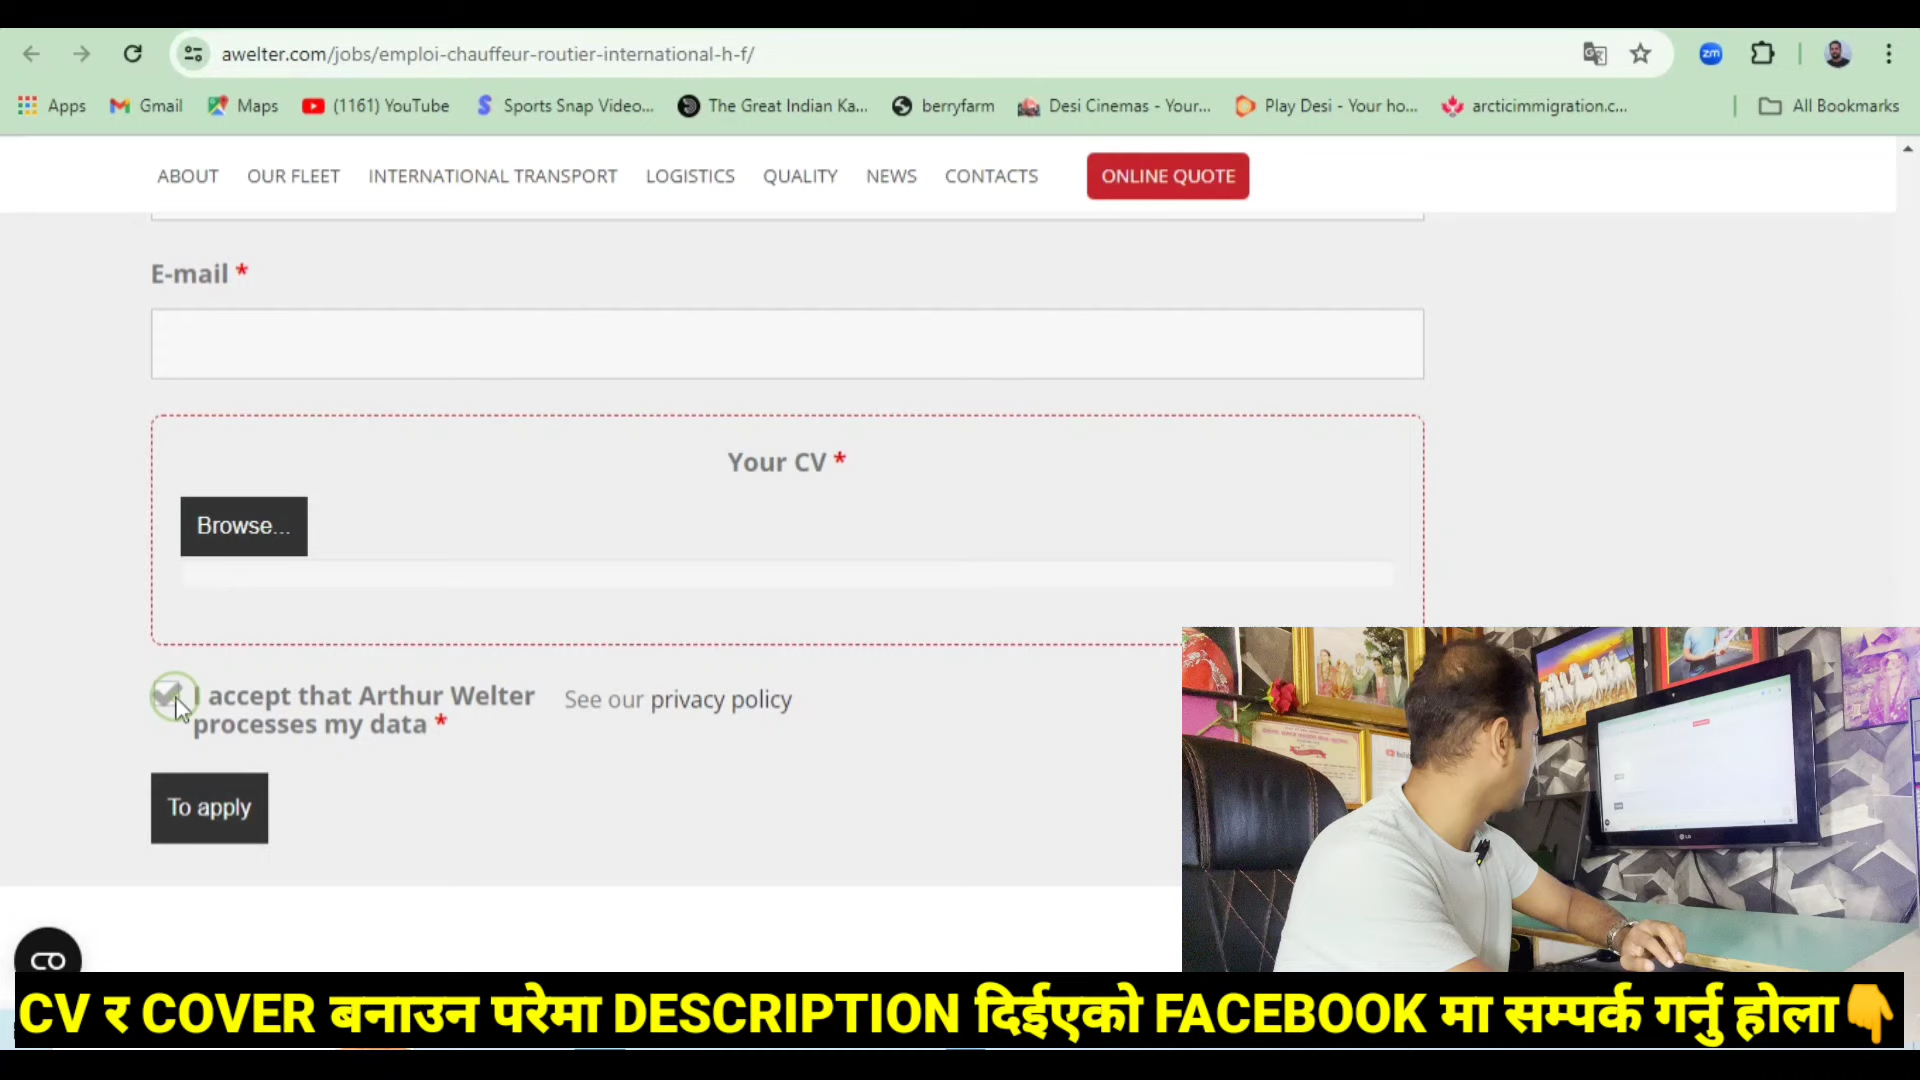 awelter.com/jobs/emploi-chauffeur-routier-international-h-f/
zm
Apps Gmail Maps (1161) YouTube Sports Snap Video... The Great Indian Ka... berryfarm Desi Cinemas - Your... Play Desi - Your ho... arcticimmigration.c... All Bookmarks
ABOUT OUR FLEET INTERNATIONAL TRANSPORT LOGISTICS QUALITY NEWS CONTACTS ONLINE QUOTE
E-mail *
Your CV *
Browse...
I accept that Arthur Welter See our privacy policy
processes my data *
To apply
CV र COVER बनाउन परेमा DESCRIPTION दिईएको FACEBOOK मा सम्पर्क गर्नु होला👇